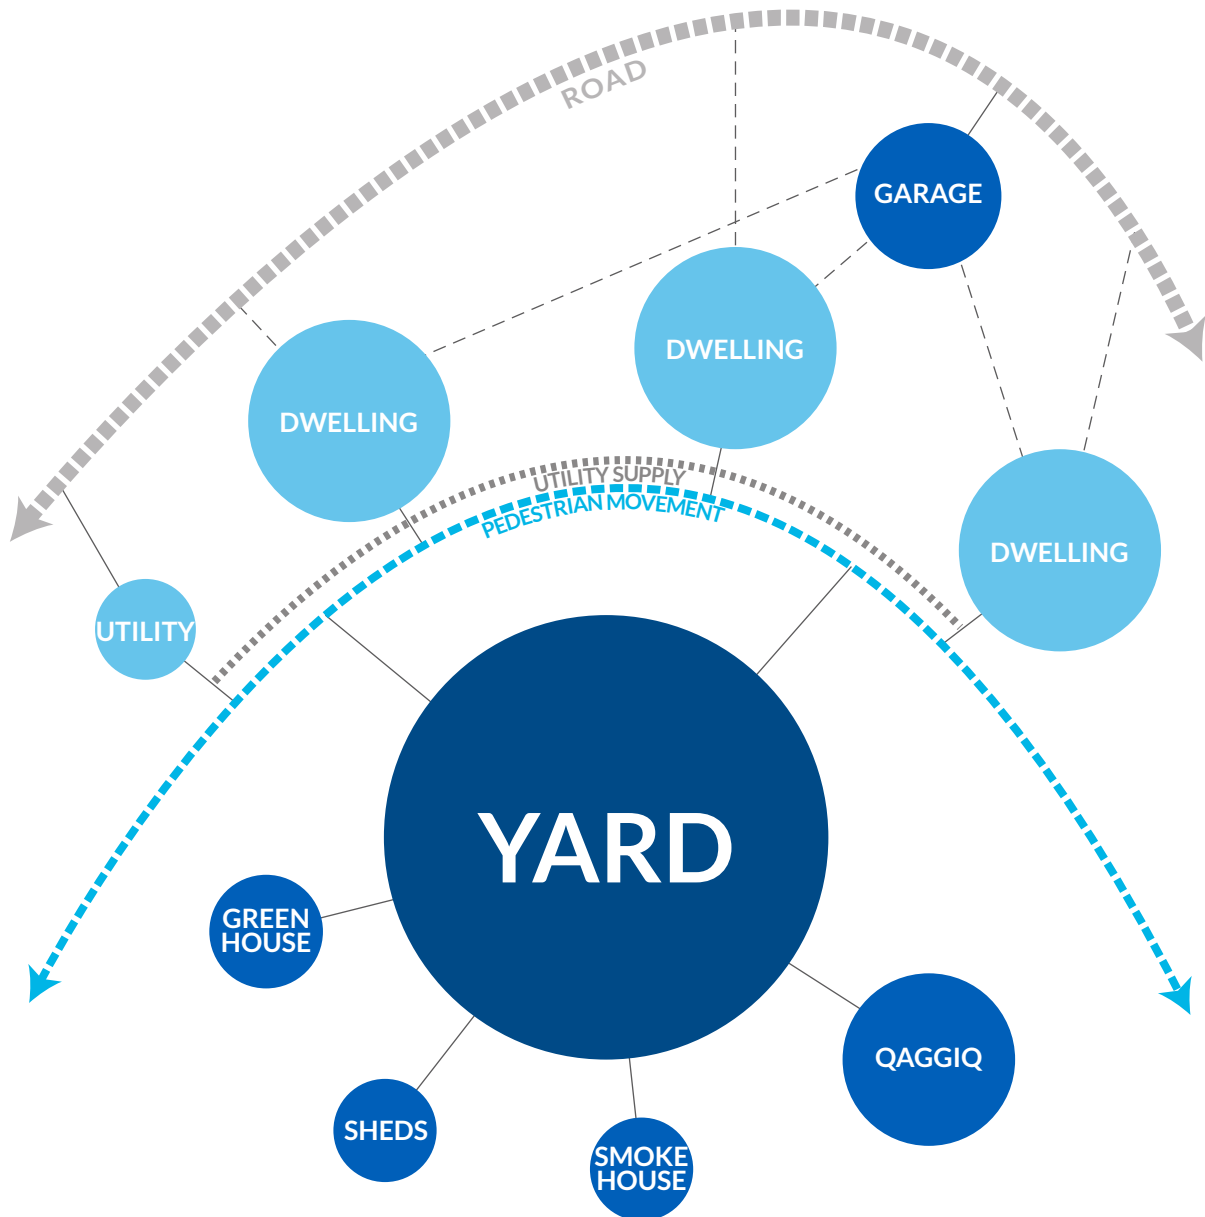 ROAD
GARAGE
DWELLING
DWELLING
UTILITY SUPPLY
PEDESTRIAN MOVEMENT
DWELLING
UTILITY
YARD
GREEN
HOUSE
QAGGIQ
SHEDS
SMOKE
HOUSE